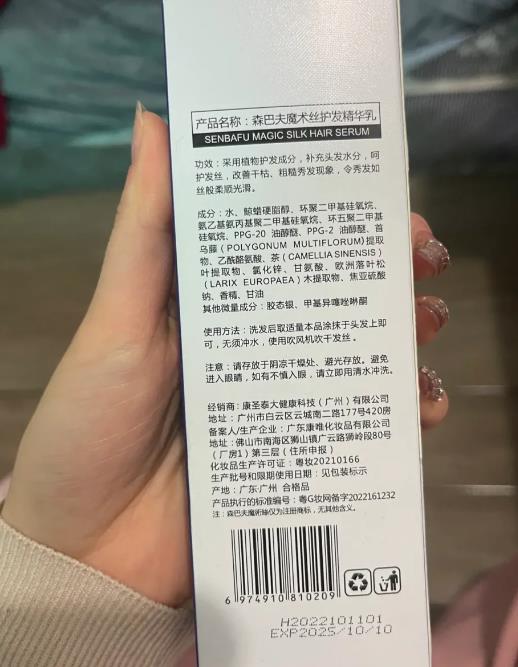 产品名称：森巴夫魔术丝护发精华乳
SENBAFU MAGIC SILK HAIR SERUM
功效：采用植物护发成分，补充头发水分，呵
护发丝，改善干枯、粗糙秀发现象，令秀发如
丝般柔顺光滑。
成分：水、鲸蜡硬脂醇、环聚二甲基硅氧烷、
氨乙基氨丙基聚二甲基硅氧烷、环五聚二甲基
硅氧烷、PPG-20 油醇醚、PPG-2 油醇醚、首
乌藤(POLYGONUM MULTIFLORUM)提取
物、乙酰酪氨酸、茶(CAMELLIA SINENSIS)
叶提取物、氯化锌、甘氨酸、欧洲落叶松
(LARIX EUROPAEA)木提取物、焦亚硫酸
钠、香精、甘油
其他微量成分：胶态银、甲基异噻唑啉酮
使用方法：洗发后取适量本品涂抹于头发上即
可，无须冲水，使用吹风机吹干发丝。
注意：请存放于阴凉干燥处、避光存放。避免
进入眼睛，如有不慎入眼，请立即用清水冲洗。
经销商：康圣泰大健康科技（广州）有限公司
地址：广州市白云区云城南二路177号420房
备案人/生产企业：广东康唯化妆品有限公司
地址:佛山市南海区狮山镇广云路狮岭段80号
（厂房）第三层（住所申报）
化妆品生产许可证：粤妆20210166
生产批号和限期使用日期：见包装标示
产地：广东·广州 合格品
产品执行的标准编号：粤G妆网备字2022161232
注：森巴夫魔术丝仅为注册商标，无其他含义。
6 974910 810209
H2022101101
EXP2025/10/10